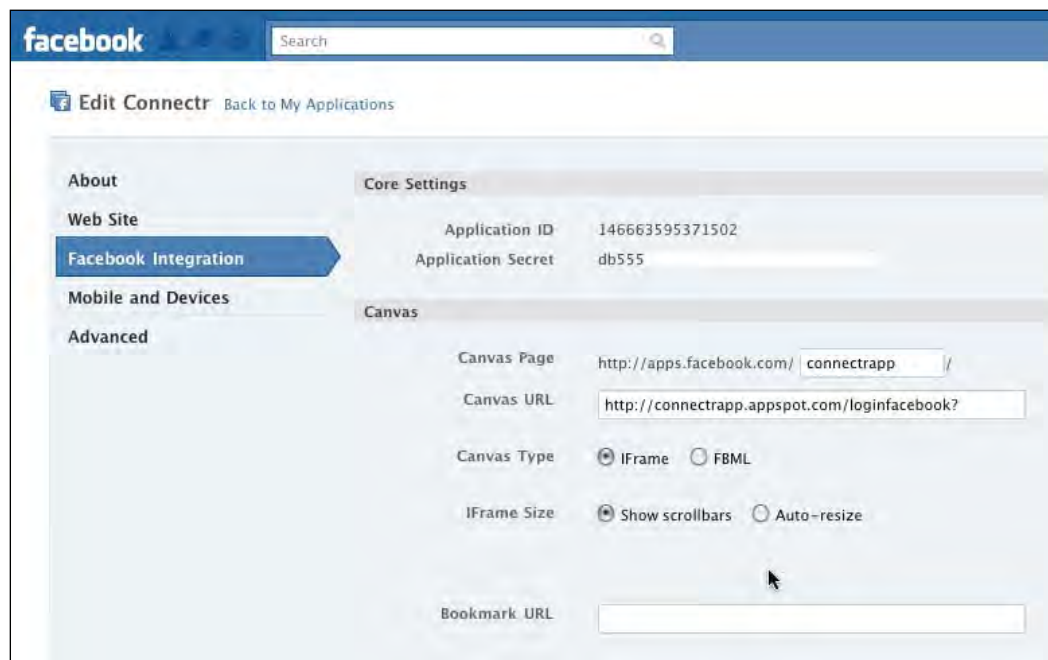 facebook
Search
Edit Connectr Back to My Applications
About
Web Site
Facebook Integration
Mobile and Devices
Advanced
Core Settings
Application ID 146663595371502
Application Secret db555
Canvas
Canvas Page http://apps.facebook.com/ connectrapp /
Canvas URL http://connectrapp.appspot.com/loginfacebook?
Canvas Type IFrame FBML
IFrame Size Show scrollbars Auto-resize
Bookmark URL